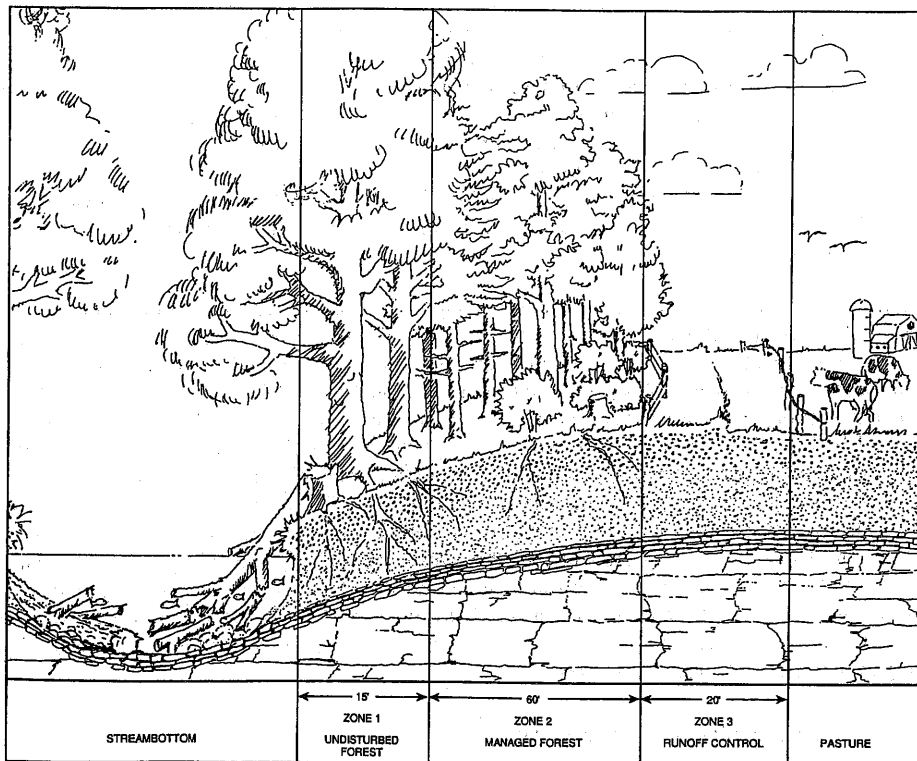 STREAMBOTTOM
15'
ZONE 1
UNDISTURBED
FOREST
60'
ZONE 2
MANAGED FOREST
20'
ZONE 3
RUNOFF CONTROL
PASTURE